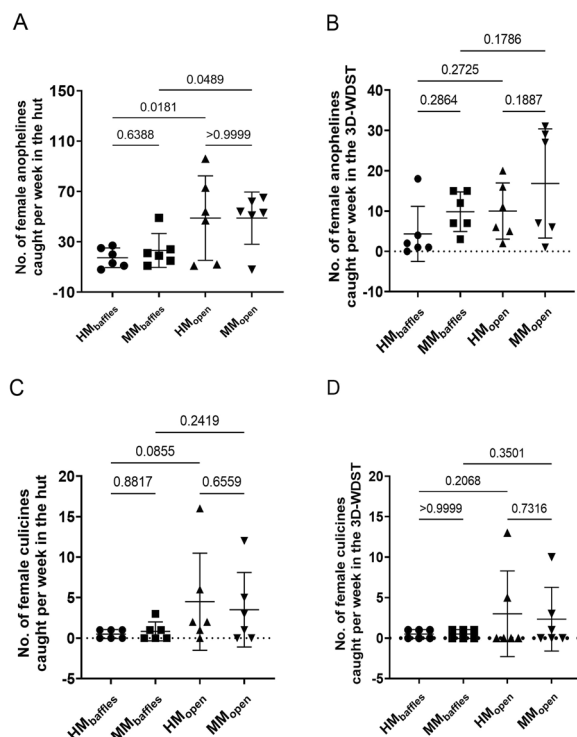 A
No. of female anophelines
caught per week in the hut
0.0489
0.0181
0.6388
>0.9999
150
110
70
30
-10
HMbaffles
MMbaffles
HMopen
MMopen
B
No. of female anophelines
caught per week in the 3D-WDST
0.1786
0.2725
0.2864
0.1887
40
30
20
10
0
-10
HMbaffles
MMbaffles
HMopen
MMopen
C
No. of female culicines
caught per week in the hut
0.2419
0.0855
0.8817
0.6559
20
15
10
5
0
-5
HMbaffles
MMbaffles
HMopen
MMopen
D
No. of female culicines
caught per week in the 3D-WDST
0.3501
0.2068
>0.9999
0.7316
20
15
10
5
0
-5
HMbaffles
MMbaffles
HMopen
MMopen